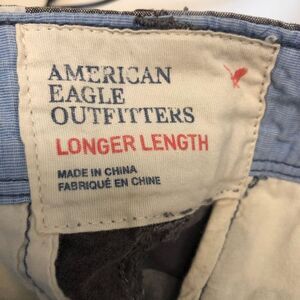 AMERICAN
EAGLE
OUTFITTERS
LONGER LENGTH
MADE IN CHINA
FABRIQUÉ EN CHINE